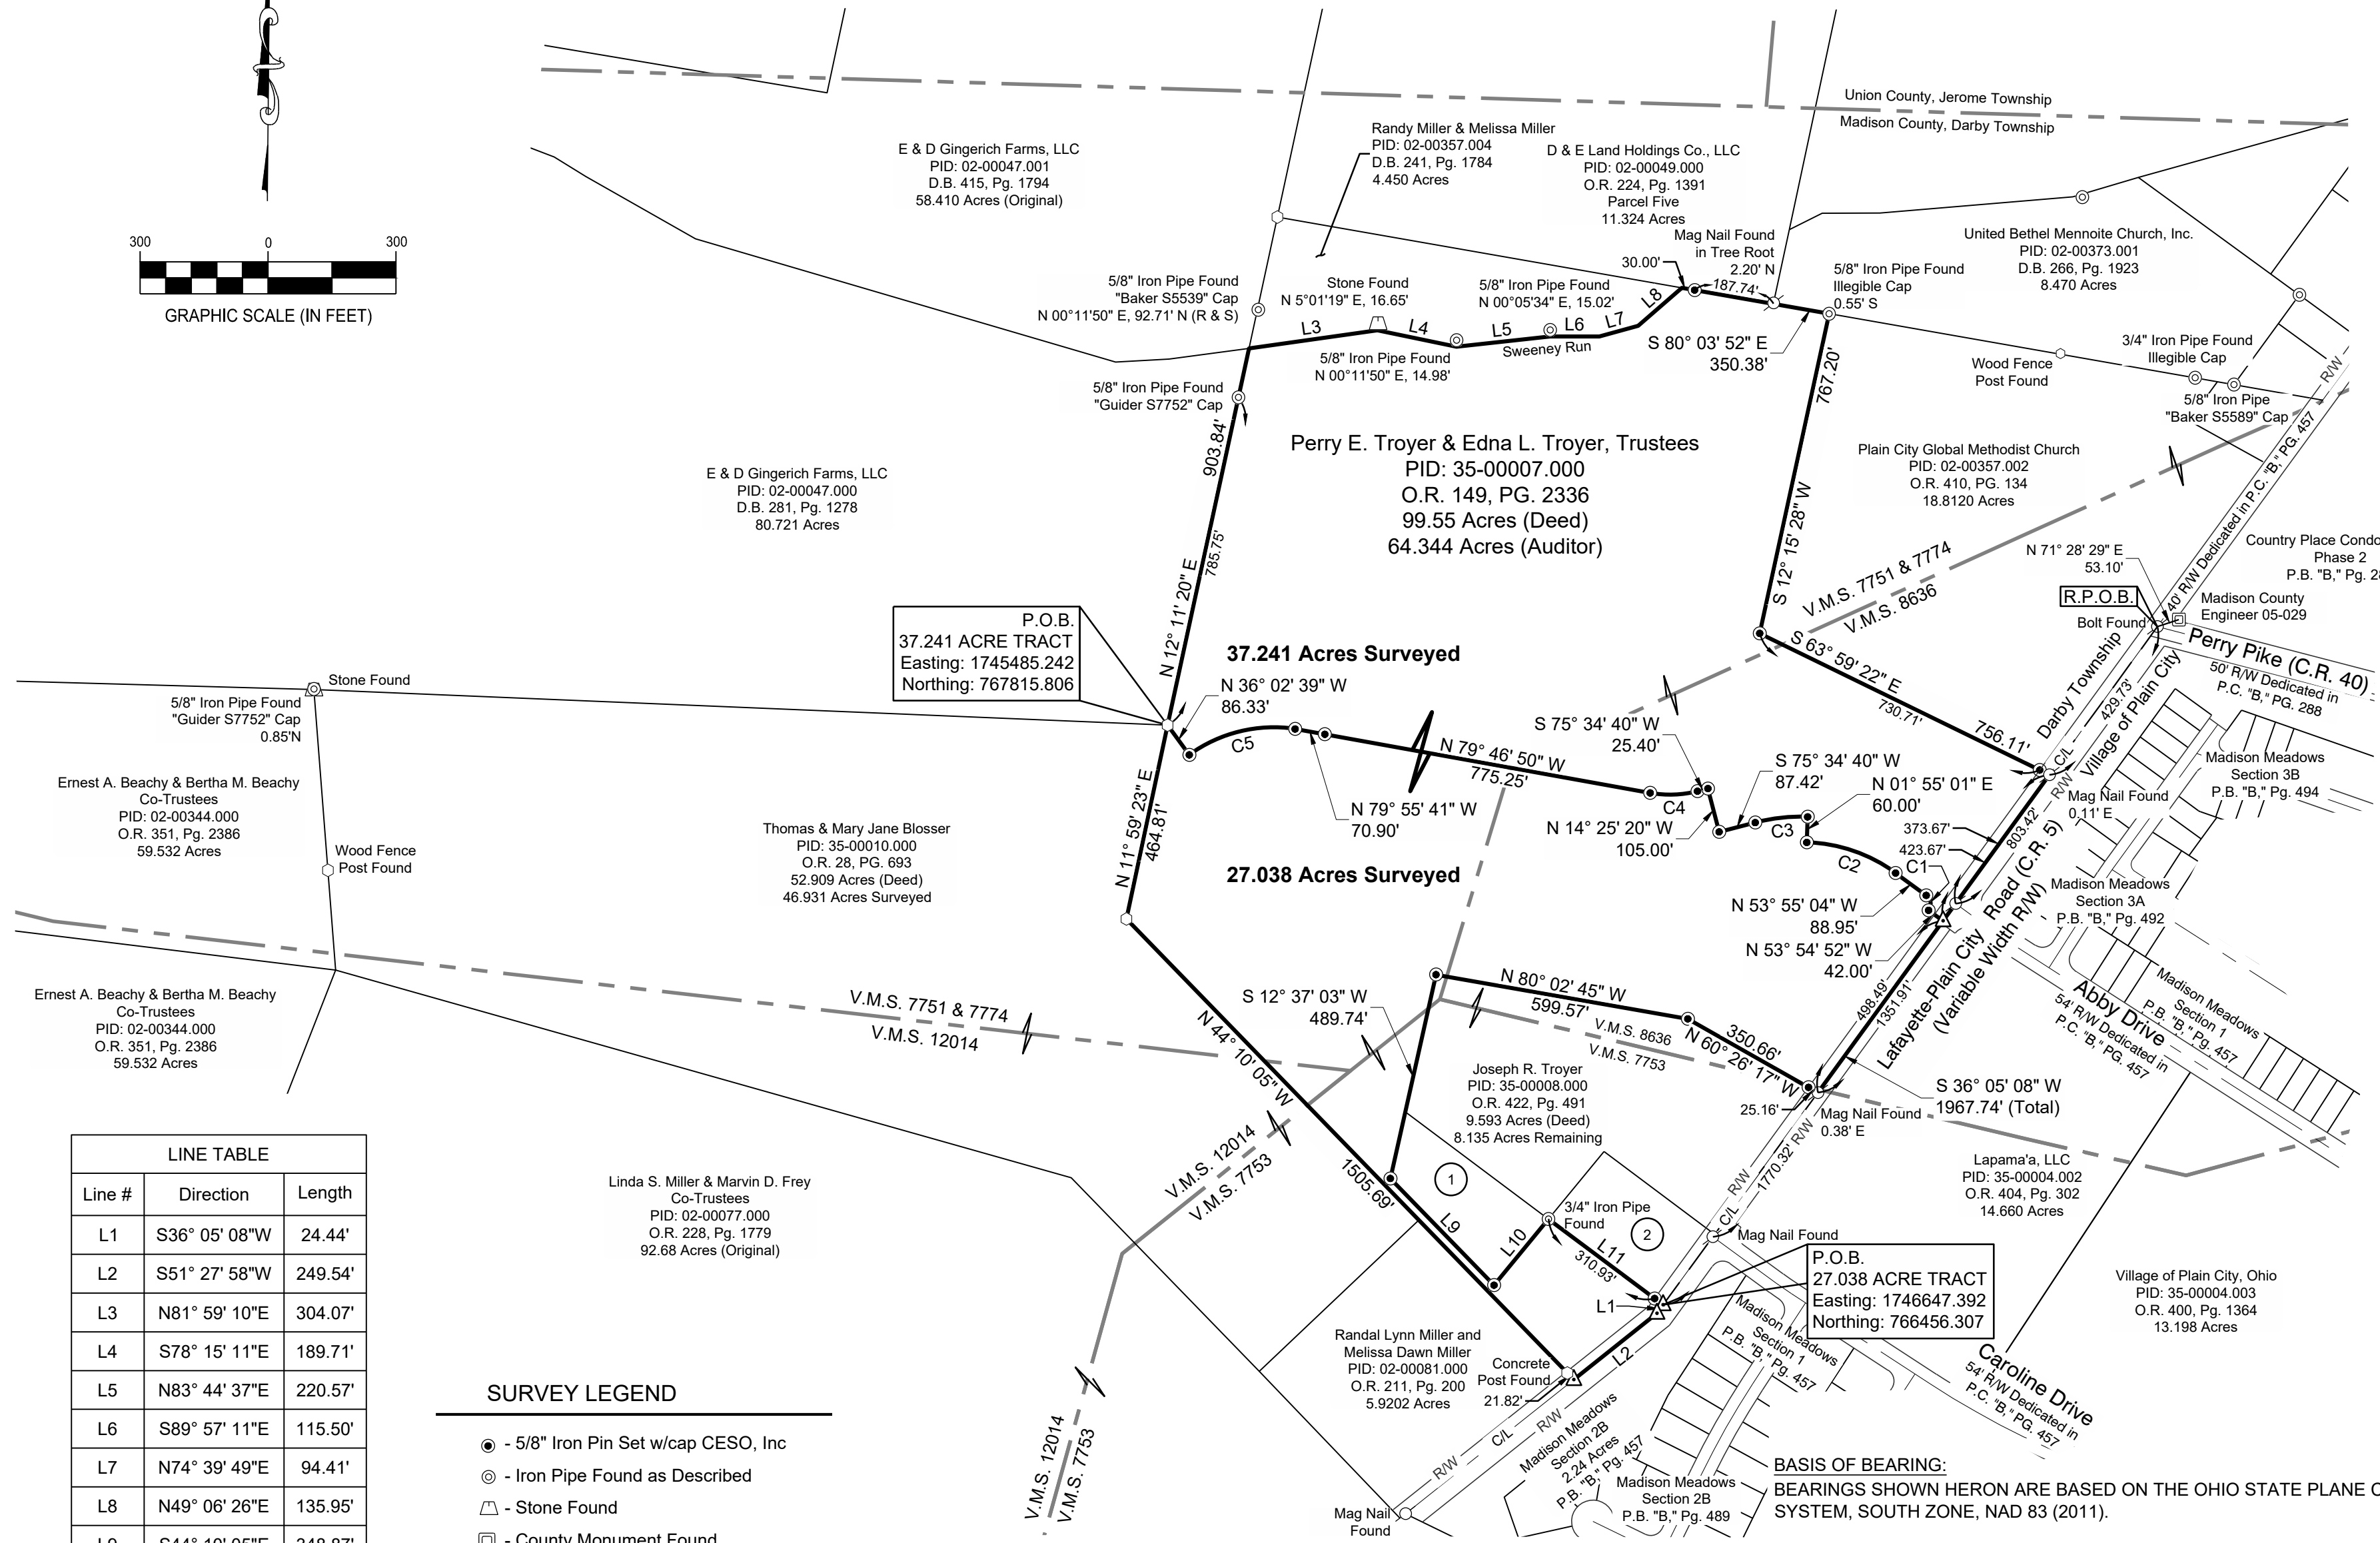 Union County, Jerome Township
Madison County, Darby Township
E & D Gingerich Farms, LLC
PID: 02-00047.001
D.B. 415, Pg. 1794
58.410 Acres (Original)
Randy Miller & Melissa Miller
PID: 02-00357.004
D.B. 241, Pg. 1784
4.450 Acres
D & E Land Holdings Co., LLC
PID: 02-00049.000
O.R. 224, Pg. 1391
Parcel Five
11.324 Acres
Mag Nail Found
in Tree Root
2.20' N
30.00'
187.74'
United Bethel Mennoite Church, Inc.
PID: 02-00373.001
D.B. 266, Pg. 1923
8.470 Acres
300
0
300
GRAPHIC SCALE (IN FEET)
5/8" Iron Pipe Found
"Baker S5539" Cap
N 00°11'50" E, 92.71' N (R & S)
Stone Found
N 5°01'19" E, 16.65'
5/8" Iron Pipe Found
N 00°05'34" E, 15.02'
5/8" Iron Pipe Found
Illegible Cap
0.55' S
L3
L4
L5
L6
L7
L8
Sweeney Run
5/8" Iron Pipe Found
N 00°11'50" E, 14.98'
S 80° 03' 52" E
350.38'
Wood Fence
Post Found
3/4" Iron Pipe Found
Illegible Cap
R/W
5/8" Iron Pipe
"Baker S5589" Cap
5/8" Iron Pipe Found
"Guider S7752" Cap
903.84'
785.75'
N 12° 11' 20" E
767.20'
S 12° 15' 28" W
Perry E. Troyer & Edna L. Troyer, Trustees
PID: 35-00007.000
O.R. 149, PG. 2336
99.55 Acres (Deed)
64.344 Acres (Auditor)
E & D Gingerich Farms, LLC
PID: 02-00047.000
D.B. 281, Pg. 1278
80.721 Acres
Plain City Global Methodist Church
PID: 02-00357.002
O.R. 410, PG. 134
18.8120 Acres
40' R/W Dedicated in P.C. "B," PG. 457
N 71° 28' 29" E
53.10'
Country Place Condo
Phase 2
P.B. "B," Pg. 28
V.M.S. 7751 & 7774
V.M.S. 8636
R.P.O.B.
Bolt Found
Madison County
Engineer 05-029
Perry Pike (C.R. 40)
50' R/W Dedicated in
P.C. "B," PG. 288
P.O.B.
37.241 ACRE TRACT
Easting: 1745485.242
Northing: 767815.806
37.241 Acres Surveyed
N 36° 02' 39" W
86.33'
C5
N 79° 55' 41" W
70.90'
N 79° 46' 50" W
775.25'
S 75° 34' 40" W
25.40'
C4
N 14° 25' 20" W
105.00'
S 75° 34' 40" W
87.42'
C3
N 01° 55' 01" E
60.00'
C2
C1
373.67'
423.67'
N 53° 55' 04" W
88.95'
N 53° 54' 52" W
42.00'
S 63° 59' 22" E
730.71'
756.11'
Darby Township
Village of Plain City
429.73'
C/L
R/W
Mag Nail Found
0.11' E
803.42'
Madison Meadows
Section 3B
P.B. "B," Pg. 494
Madison Meadows
Section 3A
P.B. "B," Pg. 492
Lafayette-Plain City Road (C.R. 5)
(Variable Width R/W)
498.49'
1351.91'
Abby Drive
54' R/W Dedicated in
P.C. "B," PG. 457
Madison Meadows
Section 1
P.B. "B," Pg. 457
Stone Found
5/8" Iron Pipe Found
"Guider S7752" Cap
0.85'N
Ernest A. Beachy & Bertha M. Beachy
Co-Trustees
PID: 02-00344.000
O.R. 351, Pg. 2386
59.532 Acres
Wood Fence
Post Found
Thomas & Mary Jane Blosser
PID: 35-00010.000
O.R. 28, PG. 693
52.909 Acres (Deed)
46.931 Acres Surveyed
N 11° 59' 23" E
464.81'
27.038 Acres Surveyed
Ernest A. Beachy & Bertha M. Beachy
Co-Trustees
PID: 02-00344.000
O.R. 351, Pg. 2386
59.532 Acres
V.M.S. 7751 & 7774
V.M.S. 12014
S 12° 37' 03" W
489.74'
N 80° 02' 45" W
599.57'
V.M.S. 8636
V.M.S. 7753
350.66'
N 60° 26' 17" W
25.16'
Mag Nail Found
0.38' E
S 36° 05' 08" W
1967.74' (Total)
N 44° 10' 05" W
1505.69'
Joseph R. Troyer
PID: 35-00008.000
O.R. 422, Pg. 491
9.593 Acres (Deed)
8.135 Acres Remaining
V.M.S. 12014
V.M.S. 7753
1
2
L9
L10
3/4" Iron Pipe
Found
L11
310.93'
R/W
1770.32'
R/W
C/L
Mag Nail Found
Lapama'a, LLC
PID: 35-00004.002
O.R. 404, Pg. 302
14.660 Acres
P.O.B.
27.038 ACRE TRACT
Easting: 1746647.392
Northing: 766456.307
Village of Plain City, Ohio
PID: 35-00004.003
O.R. 400, Pg. 1364
13.198 Acres
L1
L2
Madison Meadows
Section 1
P.B. "B," Pg. 457
Caroline Drive
54' R/W Dedicated in
P.C. "B," PG. 457
Linda S. Miller & Marvin D. Frey
Co-Trustees
PID: 02-00077.000
O.R. 228, Pg. 1779
92.68 Acres (Original)
Randal Lynn Miller and
Melissa Dawn Miller
PID: 02-00081.000
O.R. 211, Pg. 200
5.9202 Acres
Concrete
Post Found
21.82'
R/W
C/L
R/W
Madison Meadows
Section 2B
2.24 Acres
P.B. "B," Pg. 457
Madison Meadows
Section 2B
P.B. "B," Pg. 489
Mag Nail
Found
V.M.S. 12014
V.M.S. 7753
LINE TABLE
Line # Direction Length
L1 S36° 05' 08"W 24.44'
L2 S51° 27' 58"W 249.54'
L3 N81° 59' 10"E 304.07'
L4 S78° 15' 11"E 189.71'
L5 N83° 44' 37"E 220.57'
L6 S89° 57' 11"E 115.50'
L7 N74° 39' 49"E 94.41'
L8 N49° 06' 26"E 135.95'
L9 S44° 10' 05"E 348.87'
SURVEY LEGEND
- 5/8" Iron Pin Set w/cap CESO, Inc
- Iron Pipe Found as Described
- Stone Found
- County Monument Found
BASIS OF BEARING:
BEARINGS SHOWN HERON ARE BASED ON THE OHIO STATE PLANE C
SYSTEM, SOUTH ZONE, NAD 83 (2011).